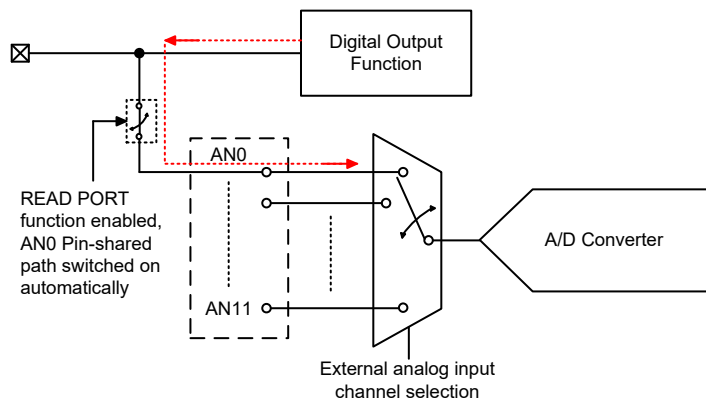 Digital Output
Function
AN0
READ PORT
function enabled,
AN0 Pin-shared
path switched on
automatically
A/D Converter
AN11
External analog input
channel selection